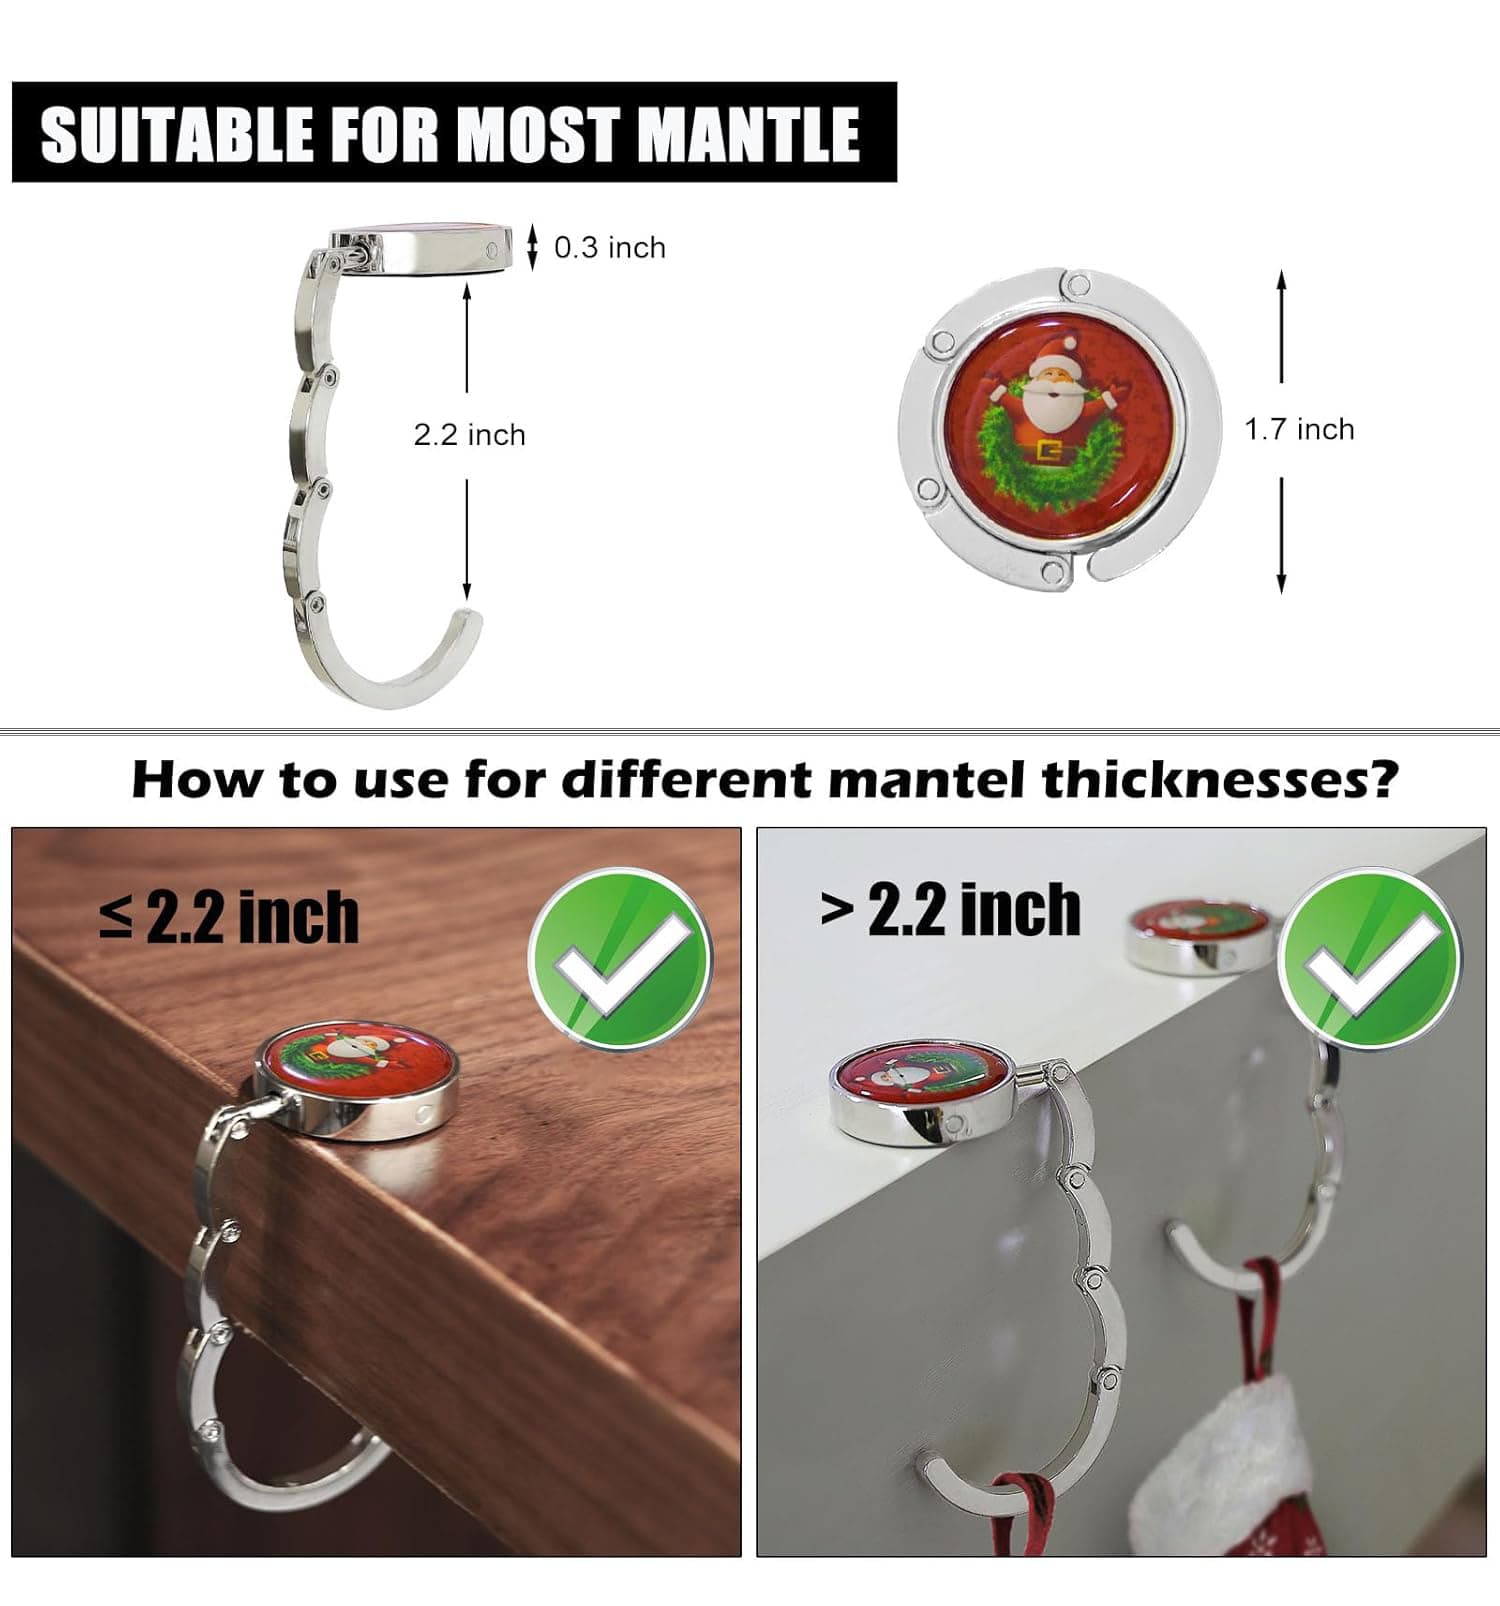 SUITABLE FOR MOST MANTLE
0.3 inch
2.2 inch
1.7 inch
How to use for different mantel thicknesses?
≤ 2.2 inch
> 2.2 inch